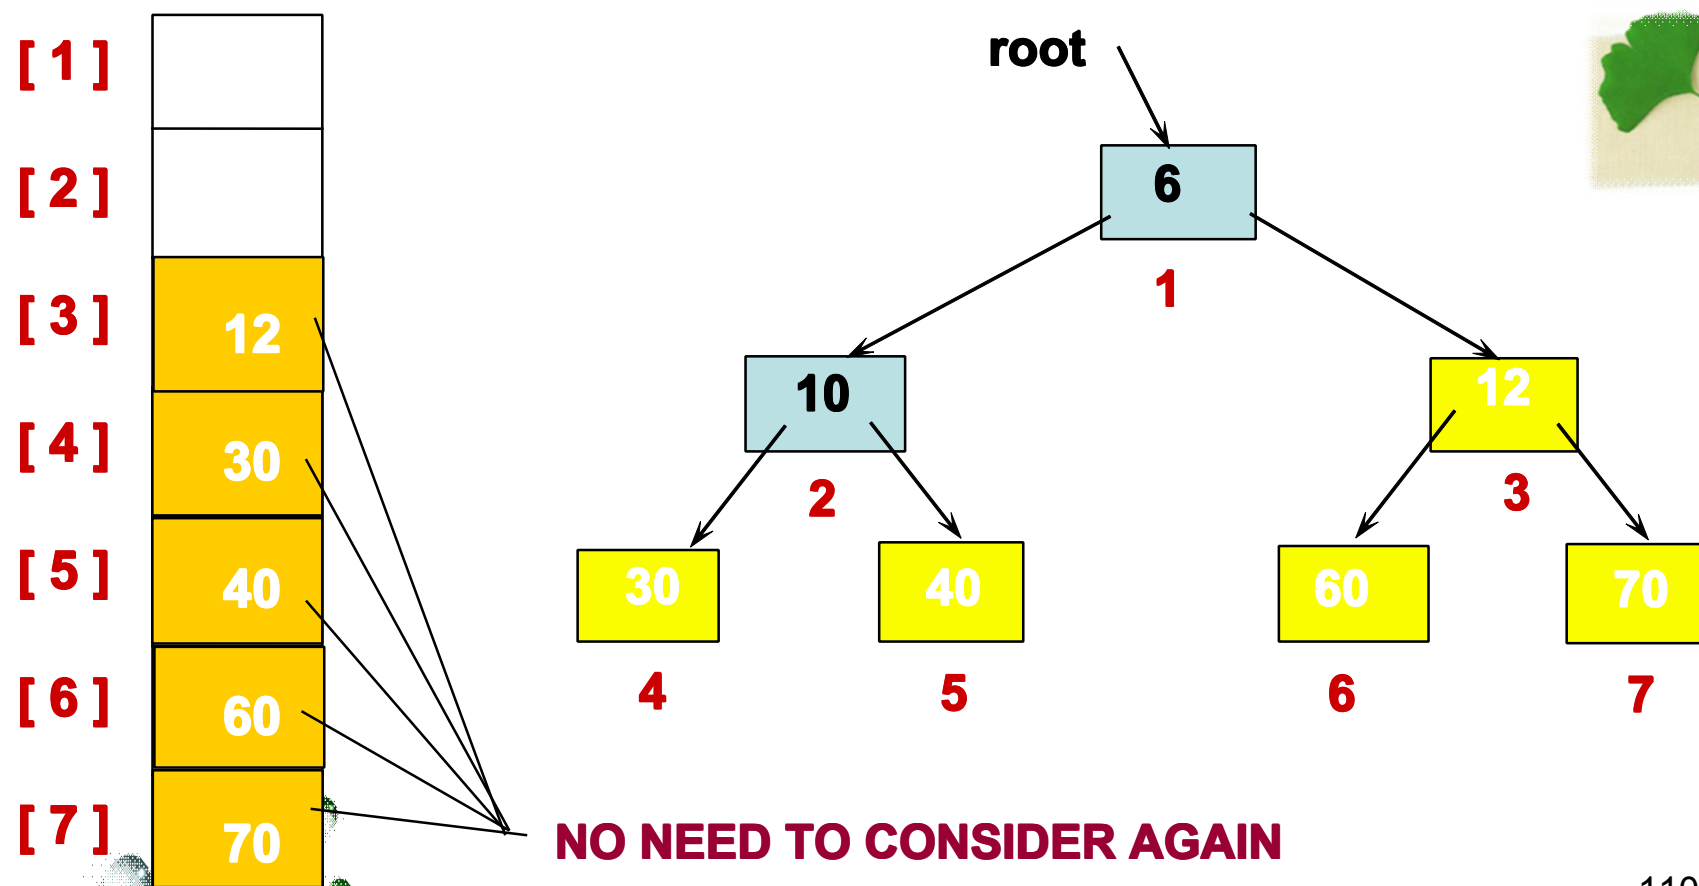 [ 1 ]
[ 2 ]
[ 3 ] 12
[ 4 ] 30
[ 5 ] 40
[ 6 ] 60
[ 7 ] 70
root
6
1
10
12
2
3
30 40 60 70
4 5 6 7
NO NEED TO CONSIDER AGAIN